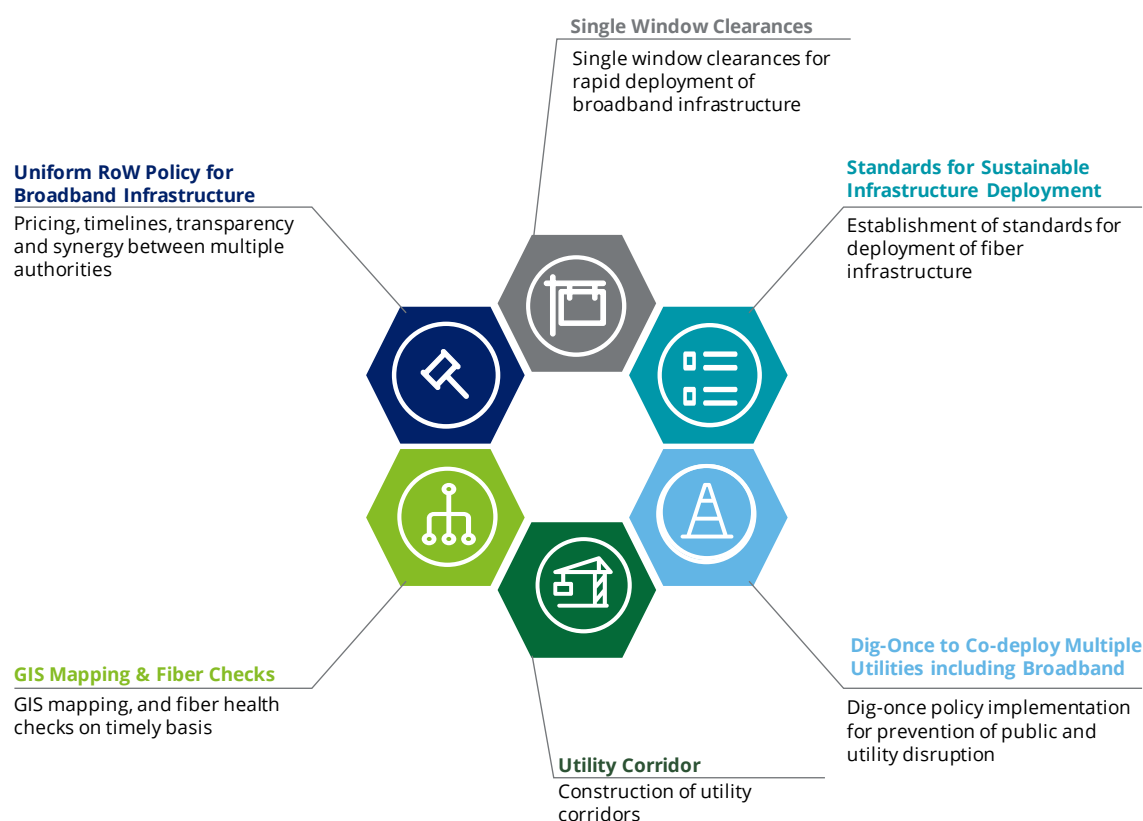 Single Window Clearances
Single window clearances for
rapid deployment of
broadband infrastructure
Uniform RoW Policy for
Broadband Infrastructure
Pricing, timelines, transparency
and synergy between multiple
authorities
Standards for Sustainable
Infrastructure Deployment
Establishment of standards for
deployment of fiber
infrastructure
GIS Mapping & Fiber Checks
GIS mapping, and fiber health
checks on timely basis
Dig-Once to Co-deploy Multiple
Utilities including Broadband
Dig-once policy implementation
for prevention of public and
utility disruption
Utility Corridor
Construction of utility
corridors